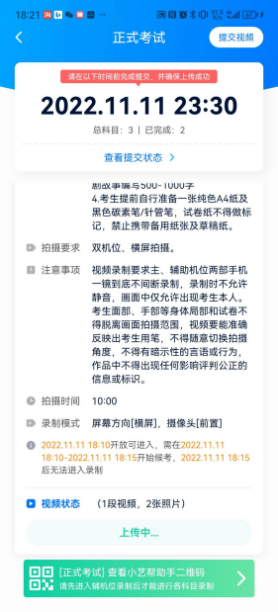 18:21
正式考试
提交视频
请在以下时间前完成提交，并确保上传成功
2022.11.11 23:30
总科目：3 | 已完成：2
查看提交状态 >
剧故事编写500-1000字
4.考生提前自行准备一张纯色A4纸及
黑色碳素笔/针管笔，试卷纸不得做标
记，禁止携带备用纸张及草稿纸。
拍摄要求 双机位、横屏拍摄。
注意事项 视频录制要求主、辅助机位两部手机
一镜到底不间断录制，录制时不允许
静音，画面中仅允许出现考生本人。
考生面部、手部等身体局部和试卷不
得脱离画面拍摄范围，视频要能准确
反映出考生用笔，不得随意切换拍摄
角度，不得有暗示性的言语或行为，
作品中不得出现任何影响评判公正的
信息或标识。
拍摄时间 10:00
录制模式 屏幕方向[横屏]，摄像头[前置]
2022.11.11 18:10开放可进入，需在2022.11.11
18:10-2022.11.11 18:15开始候考，2022.11.11 18:15
后无法进入录制
视频状态 （1段视频，2张照片）
上传中...
[正式考试] 查看小艺帮助手二维码
请先进入辅机位录制后才能进行各科目录制